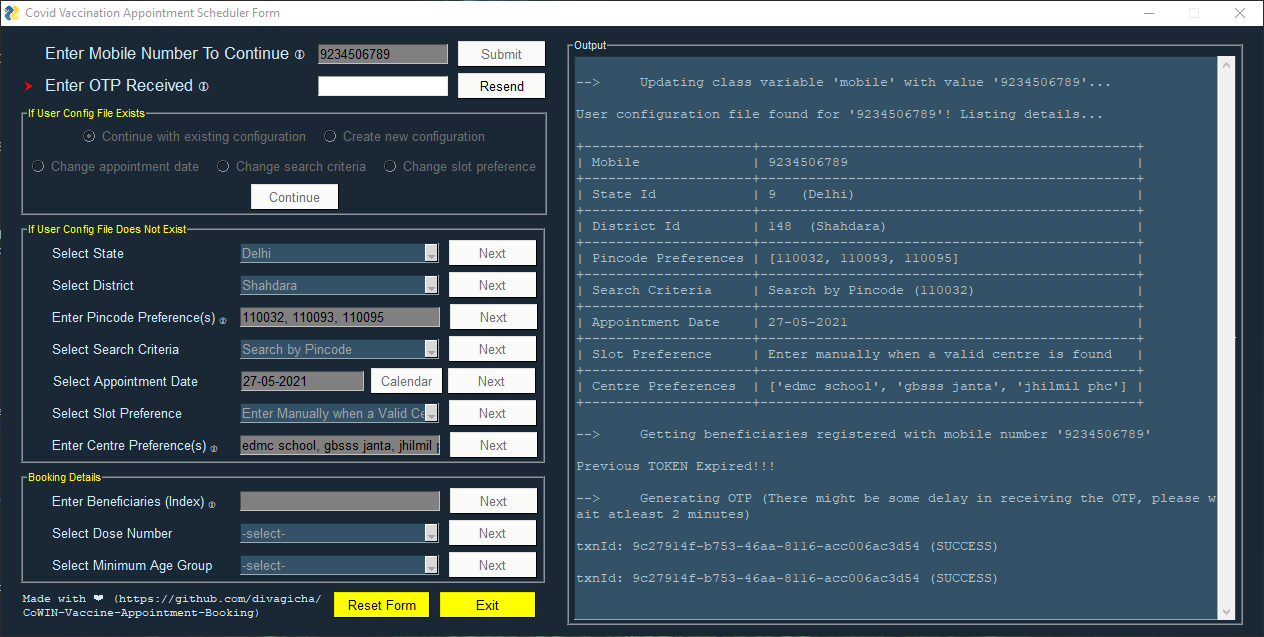 Covid Vaccination Appointment Scheduler Form
Enter Mobile Number To Continue
9234506789
Submit
Enter OTP Received
Resend
If User Config File Exists
Continue with existing configuration
Create new configuration
Change appointment date
Change search criteria
Change slot preference
Continue
If User Config File Does Not Exist
Select State
Delhi
Next
Select District
Shahdara
Next
Enter Pincode Preference(s)
110032, 110093, 110095
Next
Select Search Criteria
Search by Pincode
Next
Select Appointment Date
27-05-2021
Calendar
Next
Select Slot Preference
Enter Manually when a Valid Ce
Next
Enter Centre Preference(s)
edmc school, gbsss janta, jhilmil p
Next
Booking Details
Enter Beneficiaries (Index)
Next
Select Dose Number
-select-
Next
Select Minimum Age Group
-select-
Next
Made with ❤ (https://github.com/divagicha/
CoWIN-Vaccine-Appointment-Booking)
Reset Form
Exit
Output
-->     Updating class variable 'mobile' with value '9234506789'...
User configuration file found for '9234506789'! Listing details...
+----------------------+--------------------------------------------------+
| Mobile               | 9234506789                                       |
+----------------------+--------------------------------------------------+
| State Id             | 9   (Delhi)                                      |
+----------------------+--------------------------------------------------+
| District Id          | 148  (Shahdara)                                  |
+----------------------+--------------------------------------------------+
| Pincode Preferences  | [110032, 110093, 110095]                         |
+----------------------+--------------------------------------------------+
| Search Criteria      | Search by Pincode (110032)                       |
+----------------------+--------------------------------------------------+
| Appointment Date     | 27-05-2021                                       |
+----------------------+--------------------------------------------------+
| Slot Preference      | Enter manually when a valid centre is found      |
+----------------------+--------------------------------------------------+
| Centre Preferences   | ['edmc school', 'gbsss janta', 'jhilmil phc']    |
+----------------------+--------------------------------------------------+
-->     Getting beneficiaries registered with mobile number '9234506789'
Previous TOKEN Expired!!!
-->     Generating OTP (There might be some delay in receiving the OTP, please w
ait atleast 2 minutes)
txnId: 9c27914f-b753-46aa-8116-acc006ac3d54 (SUCCESS)
txnId: 9c27914f-b753-46aa-8116-acc006ac3d54 (SUCCESS)